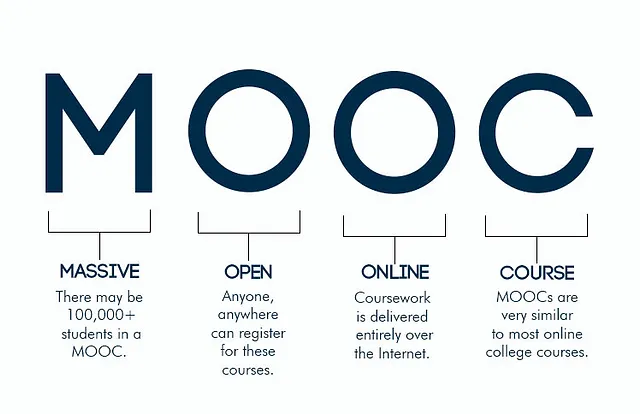 MOOC
MASSIVE
There may be
100,000+
students in a
MOOC.
OPEN
Anyone,
anywhere
can register
for these
courses.
ONLINE
Coursework
is delivered
entirely over
the Internet.
COURSE
MOOCs are
very similar
to most online
college courses.